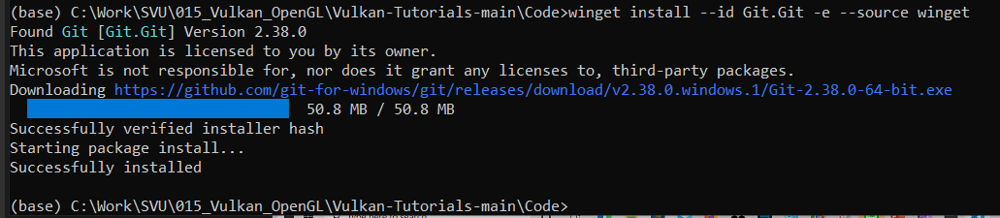 (base) C:\Work\SVU\015_Vulkan_OpenGL\Vulkan-Tutorials-main\Code>winget install --id Git.Git -e --source winget
Found Git [Git.Git] Version 2.38.0
This application is licensed to you by its owner.
Microsoft is not responsible for, nor does it grant any licenses to, third-party packages.
Downloading https://github.com/git-for-windows/git/releases/download/v2.38.0.windows.1/Git-2.38.0-64-bit.exe
50.8 MB / 50.8 MB
Successfully verified installer hash
Starting package install...
Successfully installed
(base) C:\Work\SVU\015_Vulkan_OpenGL\Vulkan-Tutorials-main\Code>